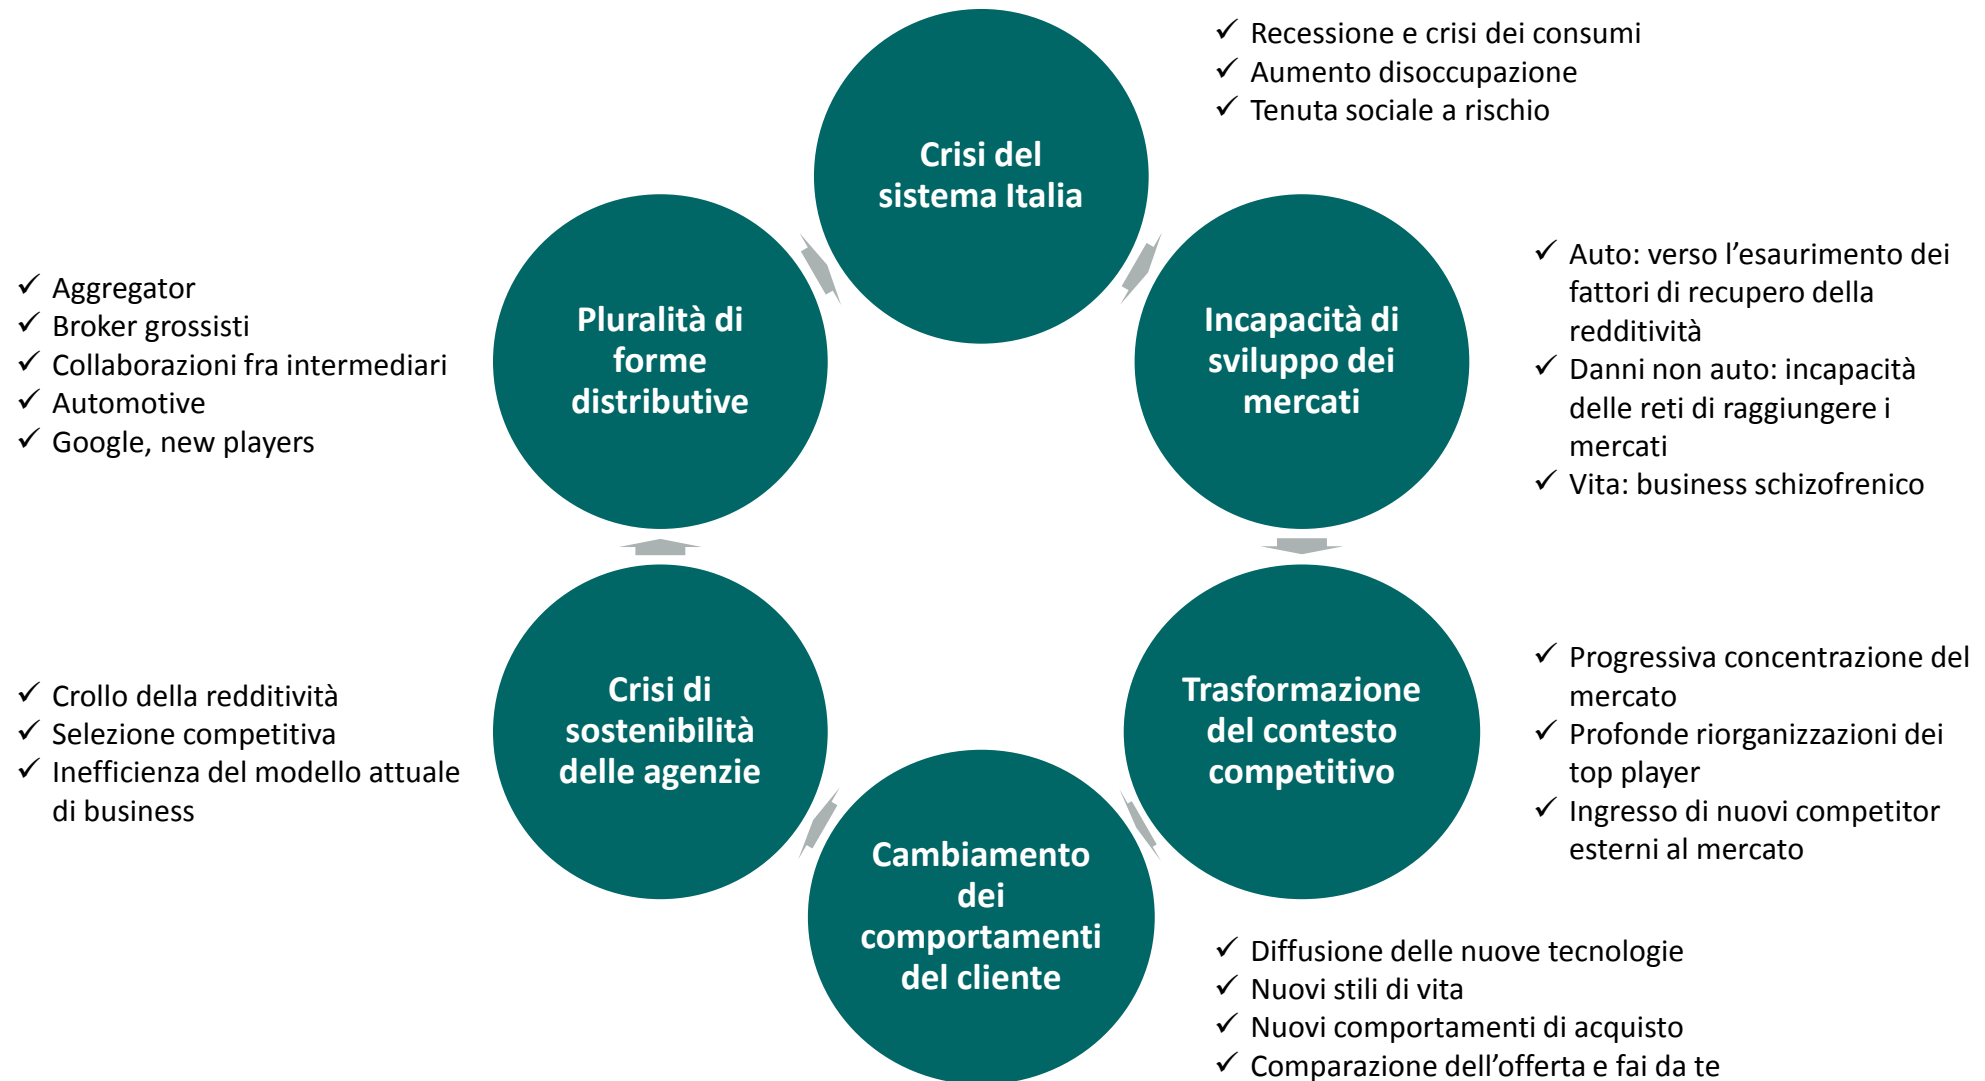 Crisi del
sistema Italia
✓ Recessione e crisi dei consumi
✓ Aumento disoccupazione
✓ Tenuta sociale a rischio
Incapacità di
sviluppo dei
mercati
✓ Auto: verso l’esaurimento dei
fattori di recupero della
redditività
✓ Danni non auto: incapacità
delle reti di raggiungere i
mercati
✓ Vita: business schizofrenico
Trasformazione
del contesto
competitivo
✓ Progressiva concentrazione del
mercato
✓ Profonde riorganizzazioni dei
top player
✓ Ingresso di nuovi competitor
esterni al mercato
Cambiamento
dei
comportamenti
del cliente
✓ Diffusione delle nuove tecnologie
✓ Nuovi stili di vita
✓ Nuovi comportamenti di acquisto
✓ Comparazione dell’offerta e fai da te
Crisi di
sostenibilità
delle agenzie
✓ Crollo della redditività
✓ Selezione competitiva
✓ Inefficienza del modello attuale
di business
Pluralità di
forme
distributive
✓ Aggregator
✓ Broker grossisti
✓ Collaborazioni fra intermediari
✓ Automotive
✓ Google, new players